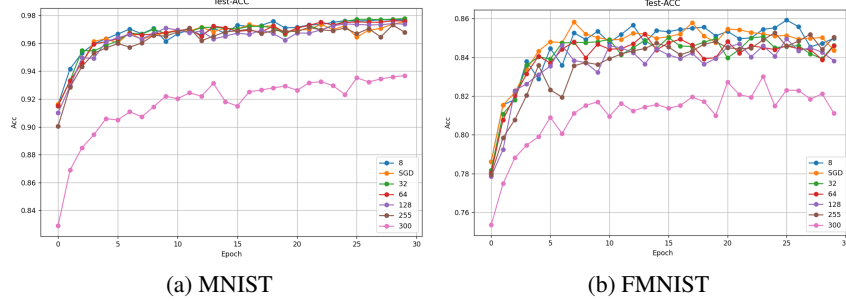 Test-ACC
0.98
0.96
0.94
0.92
0.90
0.88
0.86
0.84
Acc
0 5 10 15 20 25 30
Epoch
8
SGD
32
64
128
255
300
(a) MNIST
Test-ACC
0.86
0.84
0.82
0.80
0.78
0.76
Acc
0 5 10 15 20 25 30
Epoch
8
SGD
32
64
128
255
300
(b) FMNIST